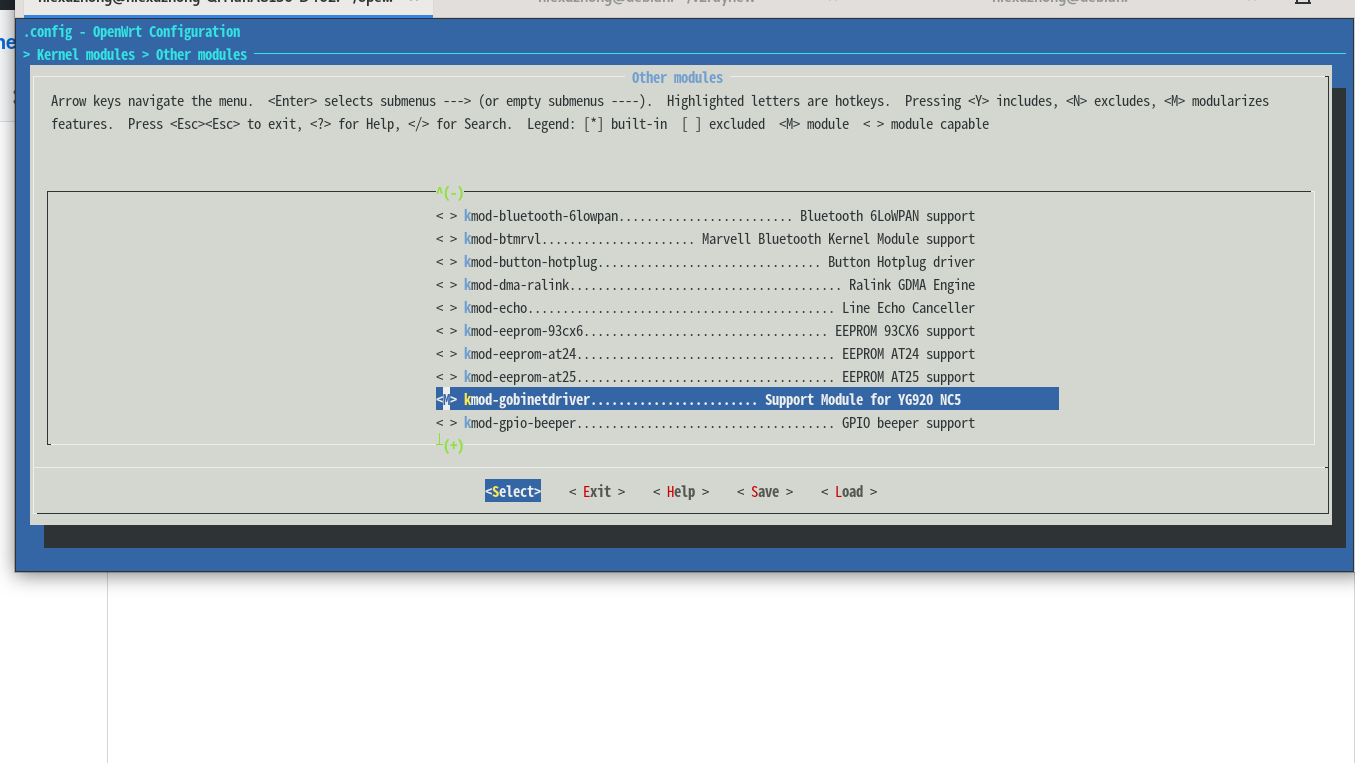 .config - OpenWrt Configuration
> Kernel modules > Other modules
Other modules
Arrow keys navigate the menu.  <Enter> selects submenus ---> (or empty submenus ----).  Highlighted letters are hotkeys.  Pressing <Y> includes, <N> excludes, <M> modularizes
features.  Press <Esc><Esc> to exit, <?> for Help, </> for Search.  Legend: [*] built-in  [ ] excluded  <M> module  < > module capable
^(-)
< > kmod-bluetooth-6lowpan......................... Bluetooth 6LoWPAN support
< > kmod-btmrvl...................... Marvell Bluetooth Kernel Module support
< > kmod-button-hotplug................................ Button Hotplug driver
< > kmod-dma-ralink....................................... Ralink GDMA Engine
< > kmod-echo............................................ Line Echo Canceller
< > kmod-eeprom-93cx6................................... EEPROM 93CX6 support
< > kmod-eeprom-at24..................................... EEPROM AT24 support
< > kmod-eeprom-at25..................................... EEPROM AT25 support
<M> kmod-gobinetdriver........................ Support Module for YG920 NC5
< > kmod-gpio-beeper..................................... GPIO beeper support
(+)
<Select>    < Exit >    < Help >    < Save >    < Load >